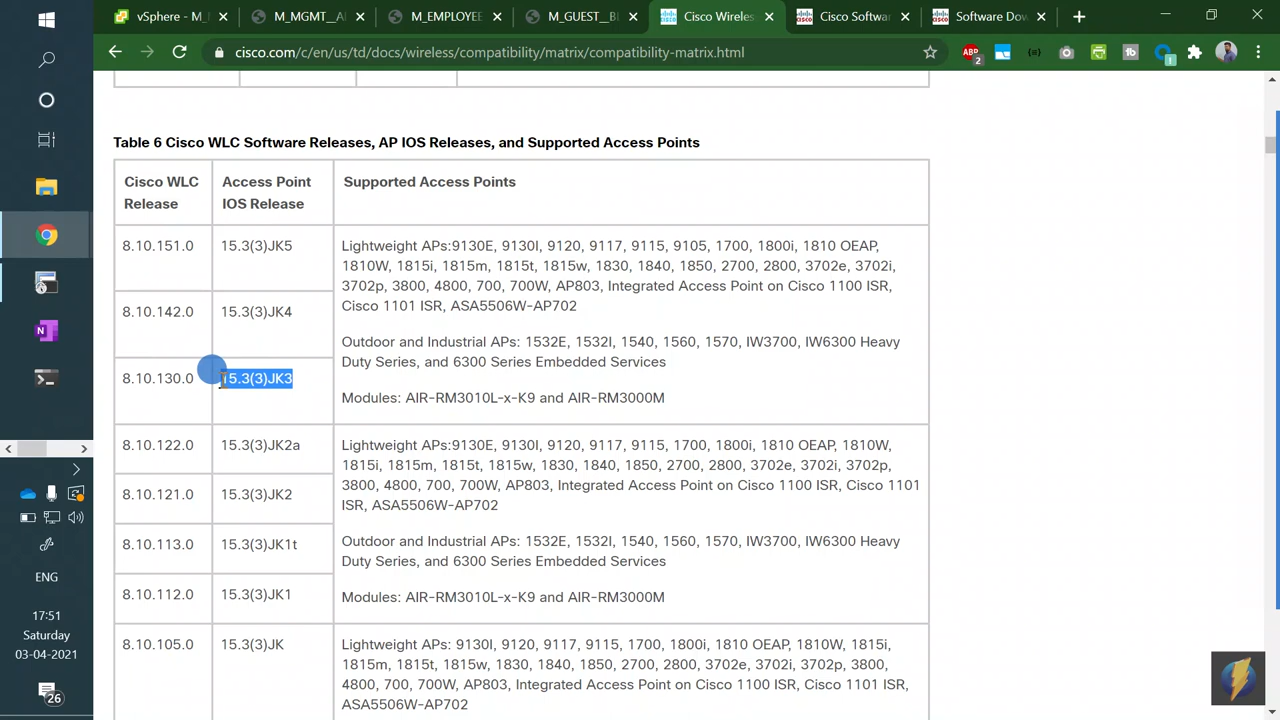 vSphere - M_
M_MGMT__Al
M_EMPLOYEE
M_GUEST__BL
Cisco Wireles
Cisco Softwar
Software Dow
cisco.com/c/en/us/td/docs/wireless/compatibility/matrix/compatibility-matrix.html
ABP
2
fb
1
Table 6 Cisco WLC Software Releases, AP IOS Releases, and Supported Access Points
Cisco WLC
Release
Access Point
IOS Release
Supported Access Points
8.10.151.0
15.3(3)JK5
Lightweight APs:9130E, 9130I, 9120, 9117, 9115, 9105, 1700, 1800i, 1810 OEAP,
1810W, 1815i, 1815m, 1815t, 1815w, 1830, 1840, 1850, 2700, 2800, 3702e, 3702i,
3702p, 3800, 4800, 700, 700W, AP803, Integrated Access Point on Cisco 1100 ISR,
Cisco 1101 ISR, ASA5506W-AP702
8.10.142.0
15.3(3)JK4
Outdoor and Industrial APs: 1532E, 1532I, 1540, 1560, 1570, IW3700, IW6300 Heavy
Duty Series, and 6300 Series Embedded Services
8.10.130.0
15.3(3)JK3
Modules: AIR-RM3010L-x-K9 and AIR-RM3000M
8.10.122.0
15.3(3)JK2a
Lightweight APs:9130E, 9130I, 9120, 9117, 9115, 1700, 1800i, 1810 OEAP, 1810W,
1815i, 1815m, 1815t, 1815w, 1830, 1840, 1850, 2700, 2800, 3702e, 3702i, 3702p,
3800, 4800, 700, 700W, AP803, Integrated Access Point on Cisco 1100 ISR, Cisco 1101
ISR, ASA5506W-AP702
8.10.121.0
15.3(3)JK2
8.10.113.0
15.3(3)JK1t
Outdoor and Industrial APs: 1532E, 1532I, 1540, 1560, 1570, IW3700, IW6300 Heavy
Duty Series, and 6300 Series Embedded Services
8.10.112.0
15.3(3)JK1
Modules: AIR-RM3010L-x-K9 and AIR-RM3000M
8.10.105.0
15.3(3)JK
Lightweight APs: 9130I, 9120, 9117, 9115, 1700, 1800i, 1810 OEAP, 1810W, 1815i,
1815m, 1815t, 1815w, 1830, 1840, 1850, 2700, 2800, 3702e, 3702i, 3702p, 3800,
4800, 700, 700W, AP803, Integrated Access Point on Cisco 1100 ISR, Cisco 1101 ISR,
ASA5506W-AP702
N
ENG
17:51
Saturday
03-04-2021
26